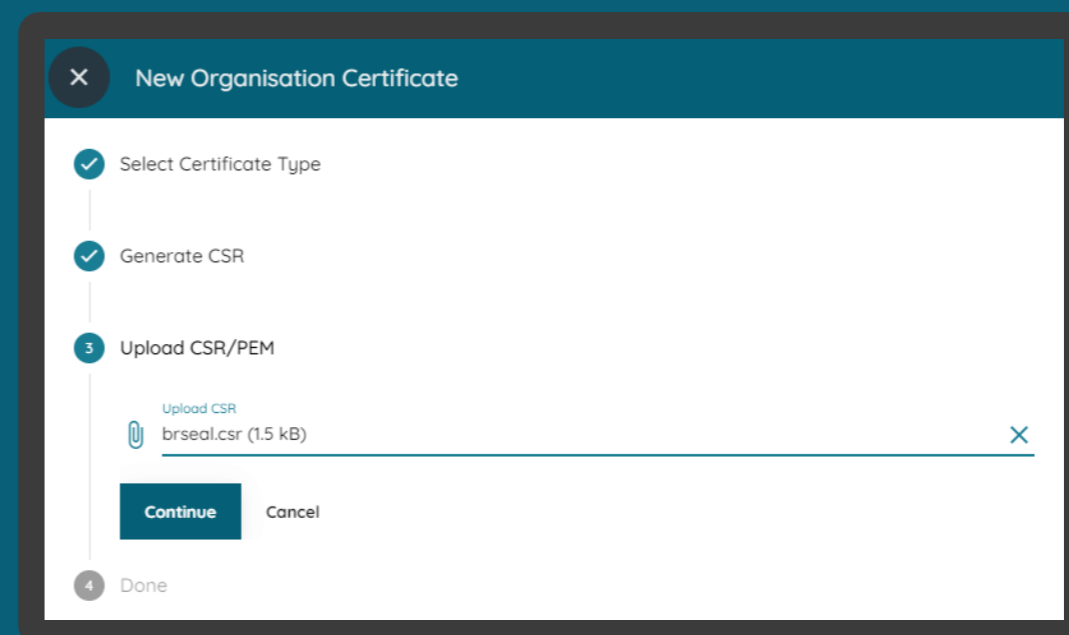 New Organisation Certificate
Select Certificate Type
Generate CSR
3 Upload CSR/PEM
Upload CSR
brseal.csr (1.5 kB)
Continue Cancel
4 Done